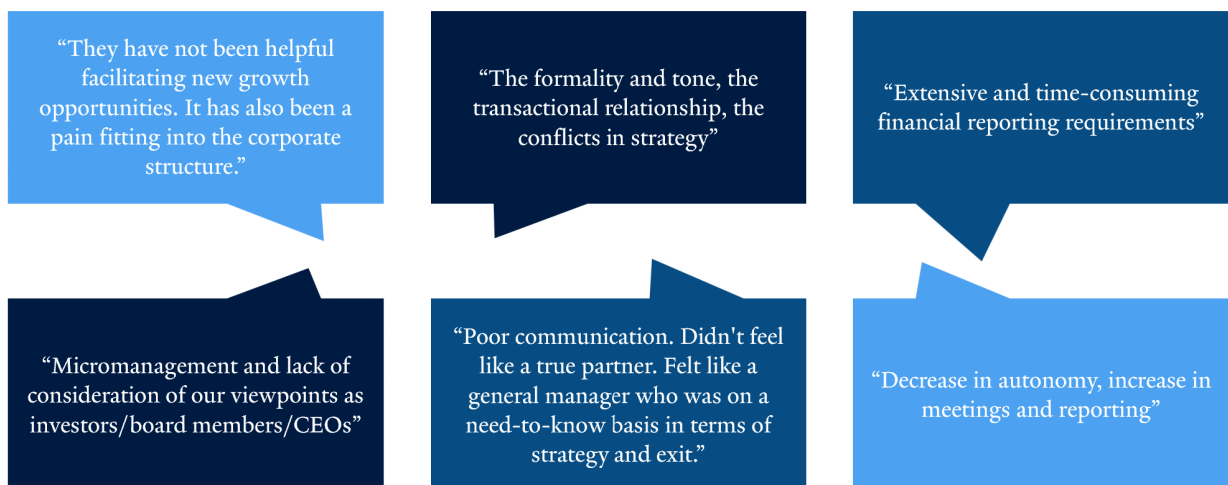 “They have not been helpful
facilitating new growth
opportunities. It has also been a
pain fitting into the corporate
structure.”
“The formality and tone, the
transactional relationship, the
conflicts in strategy”
“Extensive and time-consuming
financial reporting requirements”
“Micromanagement and lack of
consideration of our viewpoints as
investors/board members/CEOs”
“Poor communication. Didn't feel
like a true partner. Felt like a
general manager who was on a
need-to-know basis in terms of
strategy and exit.”
“Decrease in autonomy, increase in
meetings and reporting”